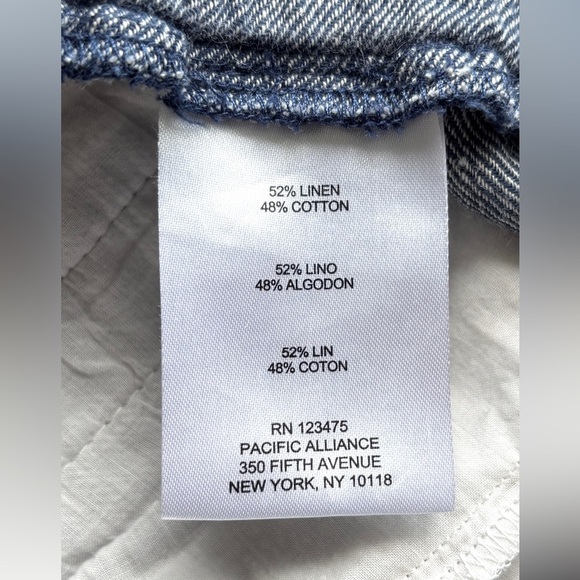 52% LINEN
48% COTTON
52% LINO
48% ALGODON
52% LIN
48% COTON
RN 123475
PACIFIC ALLIANCE
350 FIFTH AVENUE
NEW YORK, NY 10118